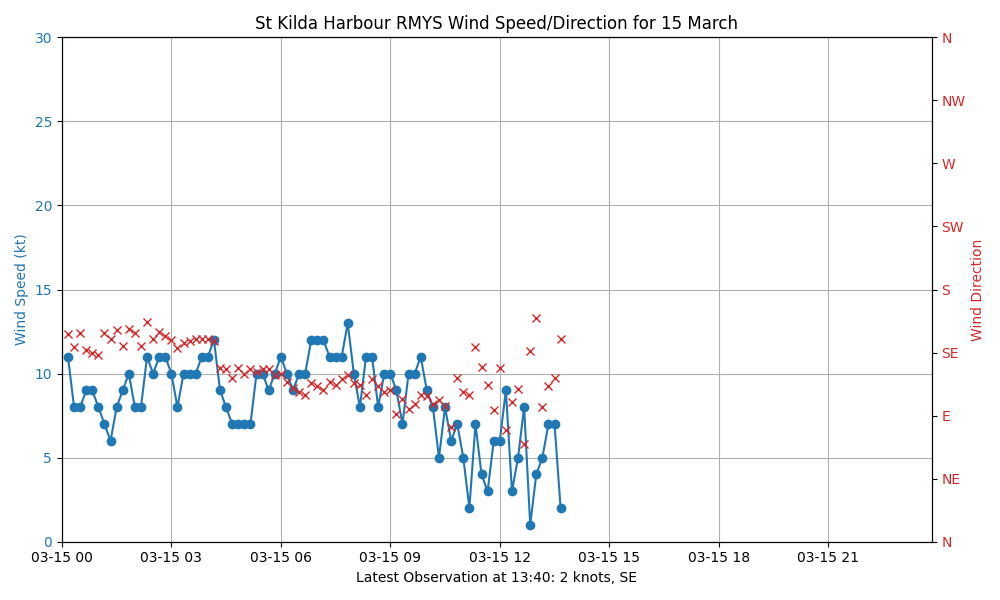 St Kilda Harbour RMYS Wind Speed/Direction for 15 March
30
25
20
15
10
5
0
Wind Speed (kt)
N
NW
W
SW
S
SE
E
NE
N
Wind Direction
03-15 00 03-15 03 03-15 06 03-15 09 03-15 12 03-15 15 03-15 18 03-15 21
Latest Observation at 13:40: 2 knots, SE